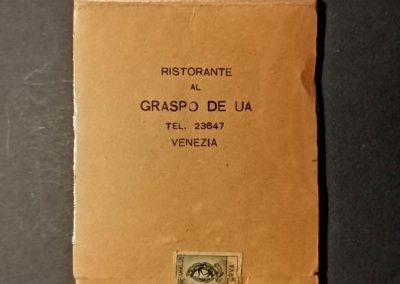 RISTORANTE
AL
GRASPO DE UA
TEL. 23647
VENEZIA